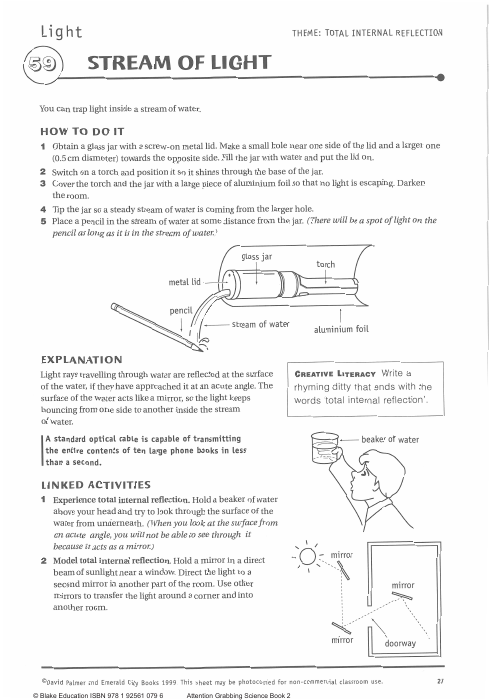 Light
THEME: TOTAL INTERNAL REFLECTION
59
STREAM OF LIGHT
You can trap light inside a stream of water.
HOW TO DO IT
1 Obtain a glass jar with a screw-on metal lid. Make a small hole near one side of the lid and a larger one
(0.5 cm diameter) towards the opposite side. Fill the jar with water and put the lid on.
2 Switch on a torch and position it so it shines through the base of the jar.
3 Cover the torch and the jar with a large piece of aluminium foil so that no light is escaping. Darken
the room.
4 Tip the jar so a steady stream of water is coming from the larger hole.
5 Place a pencil in the stream of water at some distance from the jar. (There will be a spot of light on the
pencil as long as it is in the stream of water.)
glass jar
torch
metal lid
pencil
stream of water
aluminium foil
EXPLANATION
Light rays travelling through water are reflected at the surface
of the water, if they have approached it at an acute angle. The
surface of the water acts like a mirror, so the light keeps
bouncing from one side to another inside the stream
of water.
CREATIVE LITERACY Write a
rhyming ditty that ends with the
words 'total internal reflection'.
A standard optical cable is capable of transmitting
the entire contents of ten large phone books in less
than a second.
beaker of water
LINKED ACTIVITIES
1 Experience total internal reflection. Hold a beaker of water
above your head and try to look through the surface of the
water from underneath. (When you look at the surface from
an acute angle, you will not be able to see through it
because it acts as a mirror.)
2 Model total internal reflection. Hold a mirror in a direct
beam of sunlight near a window. Direct the light to a
second mirror in another part of the room. Use other
mirrors to transfer the light around a corner and into
another room.
mirror
mirror
mirror
doorway
©David Palmer and Emerald City Books 1999 This sheet may be photocopied for non-commercial classroom use.
27
© Blake Education ISBN 978 1 92561 079 6 Attention Grabbing Science Book 2